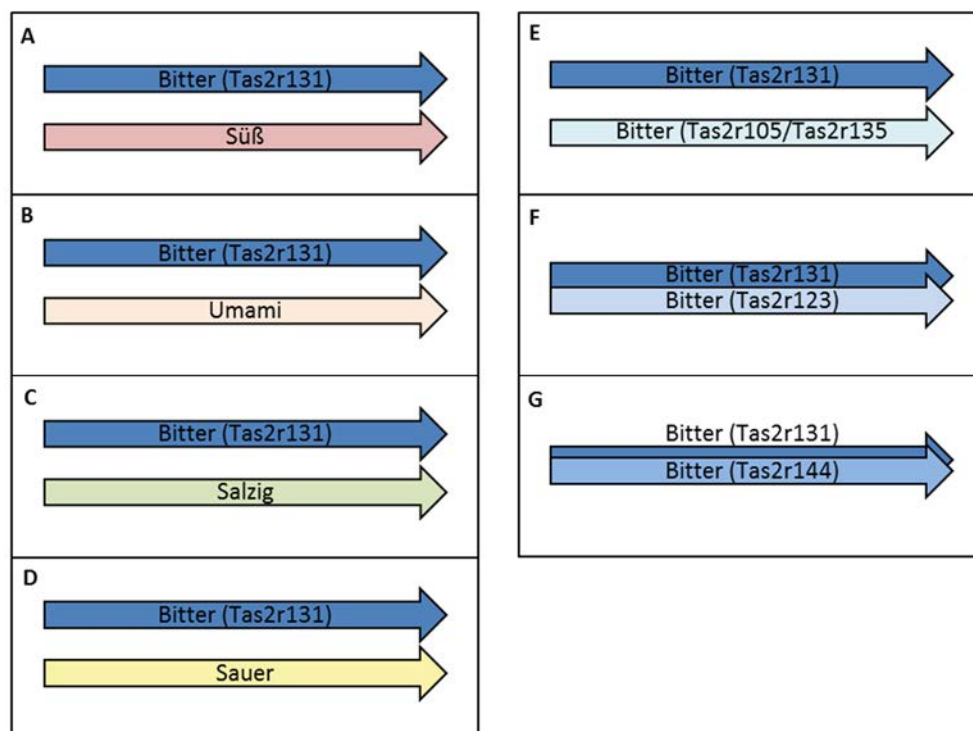 A
Bitter (Tas2r131)
Süß
B
Bitter (Tas2r131)
Umami
C
Bitter (Tas2r131)
Salzig
D
Bitter (Tas2r131)
Sauer
E
Bitter (Tas2r131)
Bitter (Tas2r105/Tas2r135
F
Bitter (Tas2r131)
Bitter (Tas2r123)
G
Bitter (Tas2r131)
Bitter (Tas2r144)